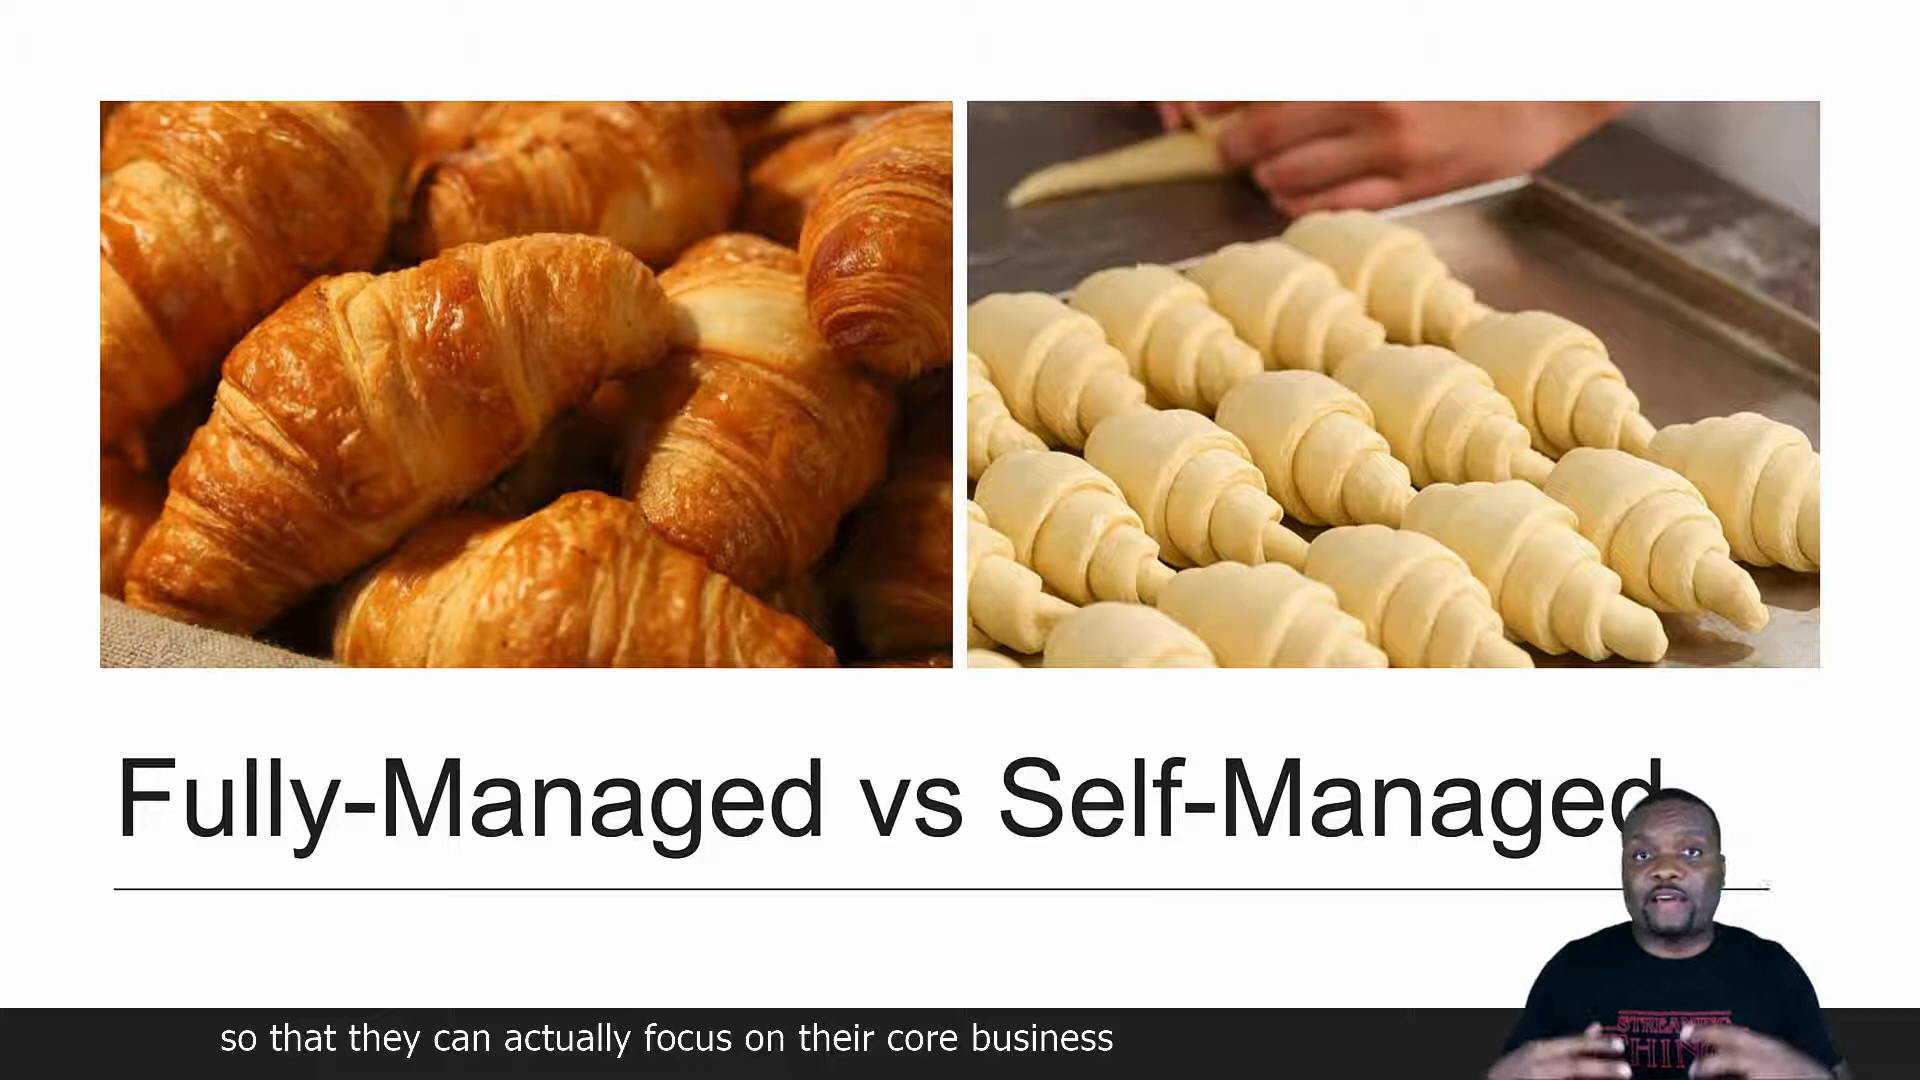 Fully-Managed vs Self-Managed
so that they can actually focus on their core business